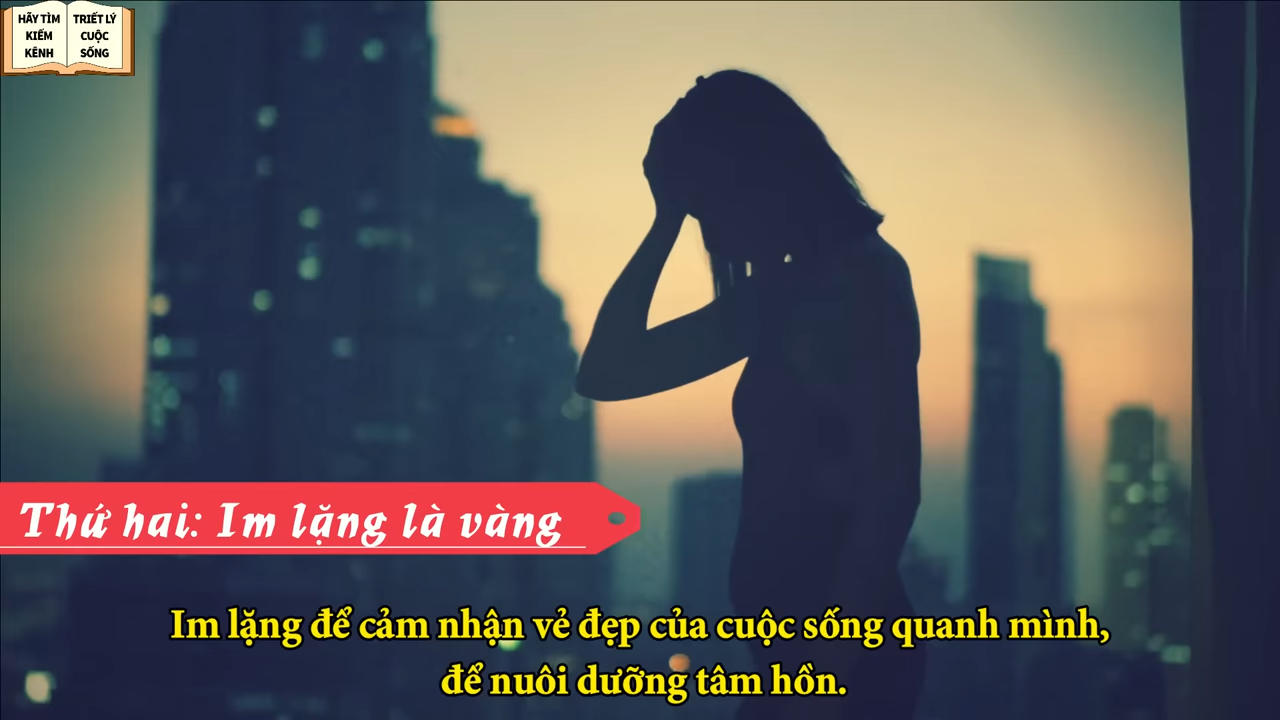 HÃY TÌM
KIẾM
KÊNH
TRIẾT LÝ
CUỘC
SỐNG
Thứ hai: Im lặng là vàng
Im lặng để cảm nhận vẻ đẹp của cuộc sống quanh mình,
để nuôi dưỡng tâm hồn.